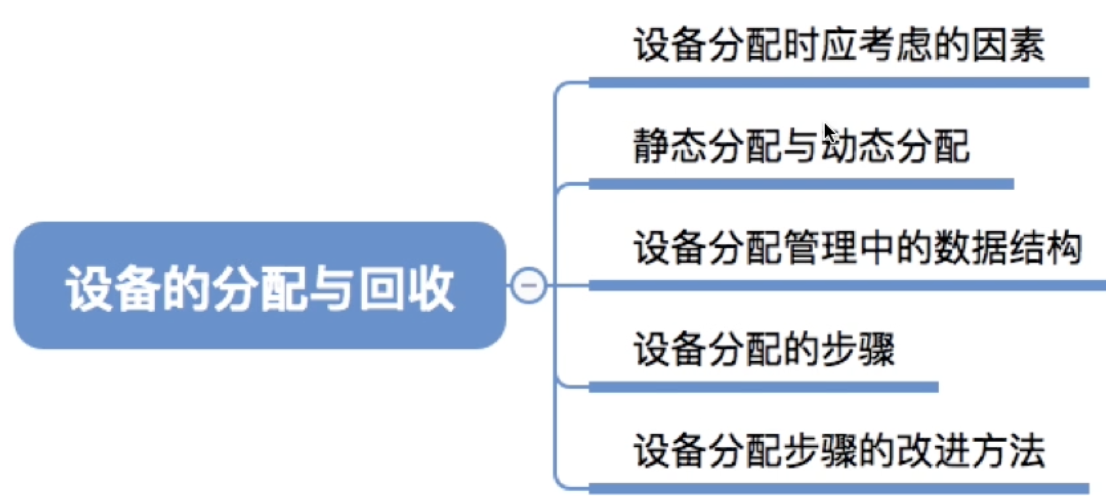 设备分配时应考虑的因素
静态分配与动态分配
设备分配管理中的数据结构
设备的分配与回收
设备分配的步骤
设备分配步骤的改进方法